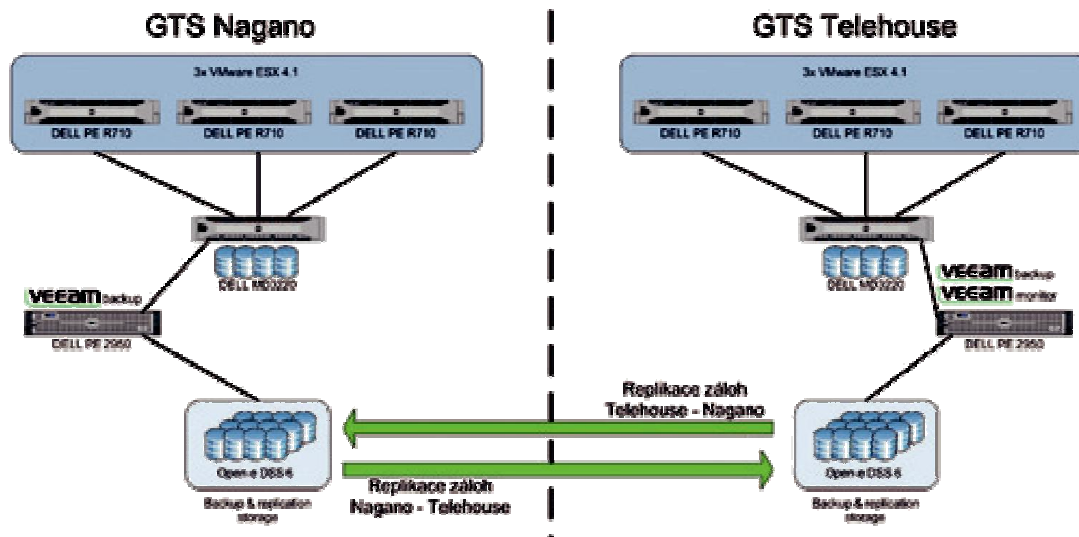 GTS Nagano
3x VMware ESX 4.1
DELL PE R710
DELL PE R710
DELL PE R710
DELL MD3220
veeam backup
DELL PE 2950
Open-e DSS 6
Backup & replication
storage
GTS Telehouse
3x VMware ESX 4.1
DELL PE R710
DELL PE R710
DELL PE R710
DELL MD3220
veeam backup
veeam monitor
DELL PE 2950
Open-e DSS 6
Backup & replication
storage
Replikace záloh
Telehouse - Nagano
Replikace záloh
Nagano - Telehouse